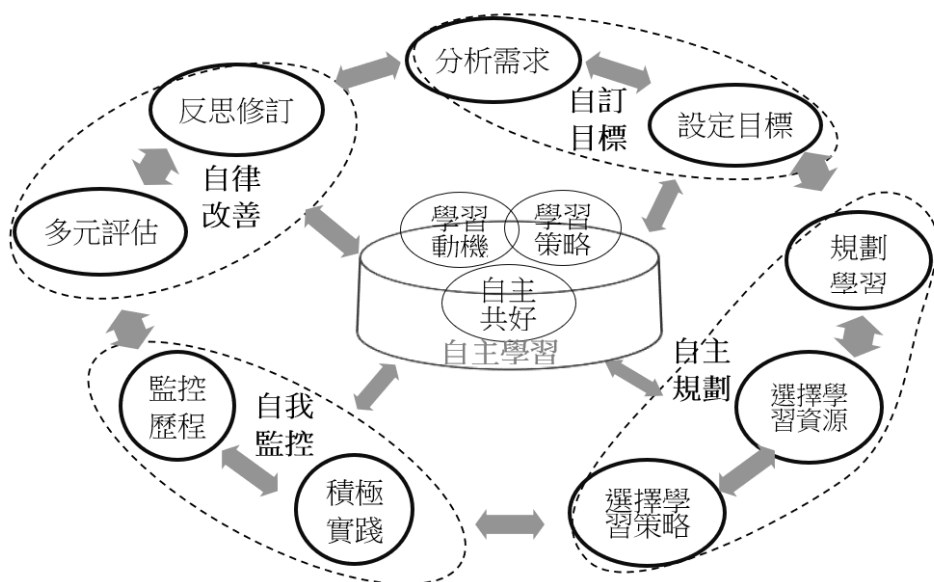 分析需求
自訂
目標
設定目標
反思修訂
自律
改善
多元評估
學習
動機
學習
策略
自主
共好
自主學習
規劃
學習
自主
規劃
選擇學
習資源
選擇學
習策略
監控
歷程
自我
監控
積極
實踐